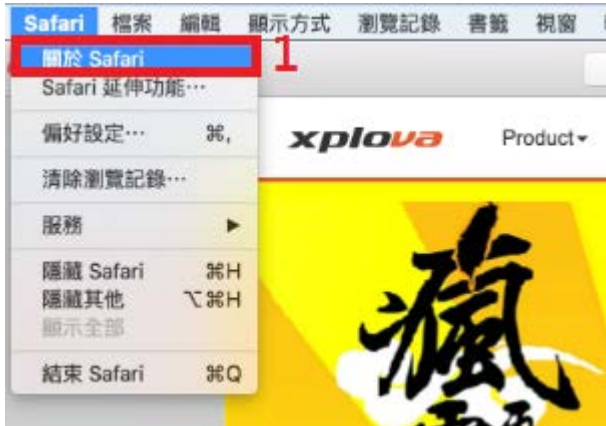 Safari 檔案 編輯 顯示方式 瀏覽記錄 書籤 視窗
關於 Safari
1
Safari 延伸功能…
偏好設定… ⌘,
清除瀏覽記錄…
服務 ▶
隱藏 Safari ⌘H
隱藏其他 ⌥⌘H
顯示全部
結束 Safari ⌘Q
xplova Product
瘋